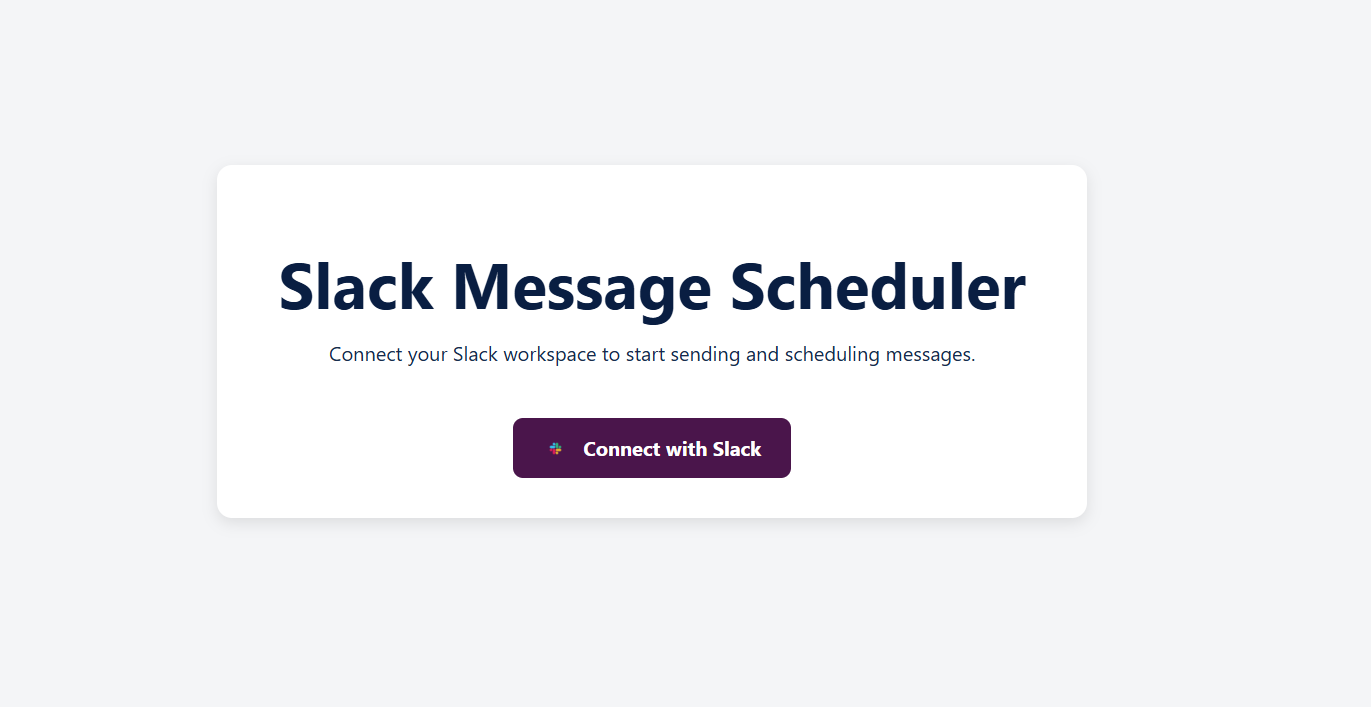 Slack Message Scheduler
Connect your Slack workspace to start sending and scheduling messages.
Connect with Slack